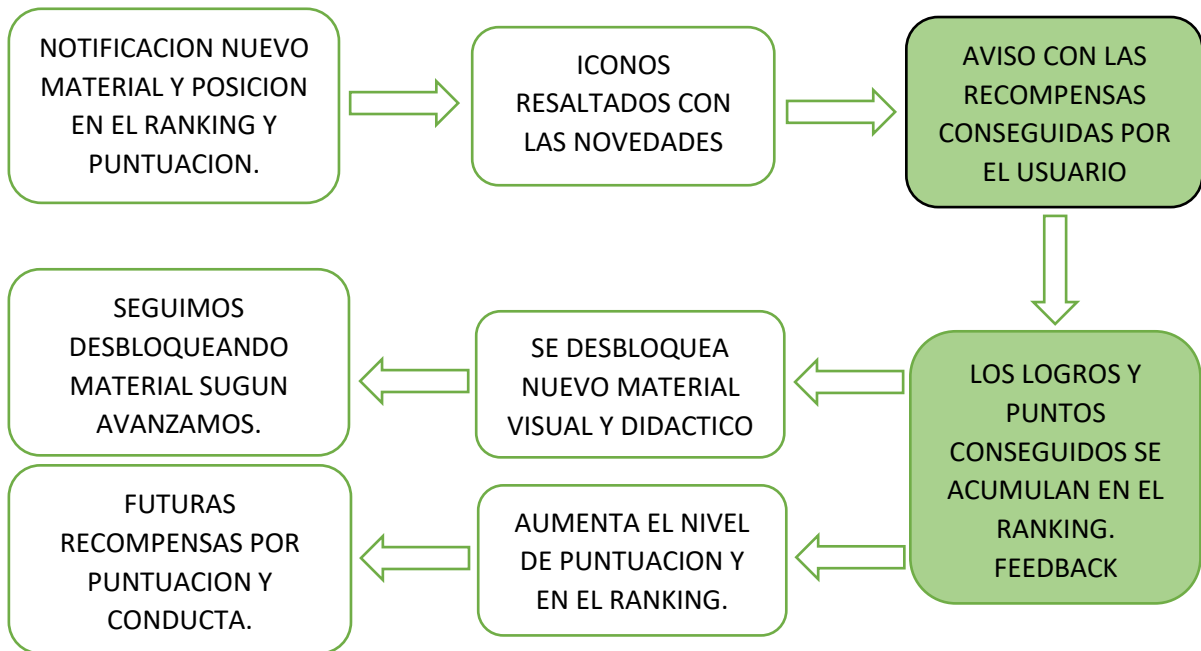 NOTIFICACION NUEVO
MATERIAL Y POSICION
EN EL RANKING Y
PUNTUACION.
ICONOS
RESALTADOS CON
LAS NOVEDADES
AVISO CON LAS
RECOMPENSAS
CONSEGUIDAS POR
EL USUARIO
LOS LOGROS Y
PUNTOS
CONSEGUIDOS SE
ACUMULAN EN EL
RANKING.
FEEDBACK
SE DESBLOQUEA
NUEVO MATERIAL
VISUAL Y DIDACTICO
SEGUIMOS
DESBLOQUEANDO
MATERIAL SUGUN
AVANZAMOS.
AUMENTA EL NIVEL
DE PUNTUACION Y
EN EL RANKING.
FUTURAS
RECOMPENSAS POR
PUNTUACION Y
CONDUCTA.